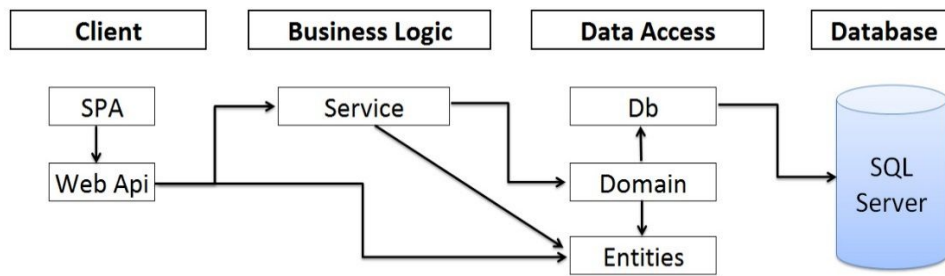 Client
Business Logic
Data Access
Database
SPA
Service
Db
Web Api
Domain
SQL
Server
Entities